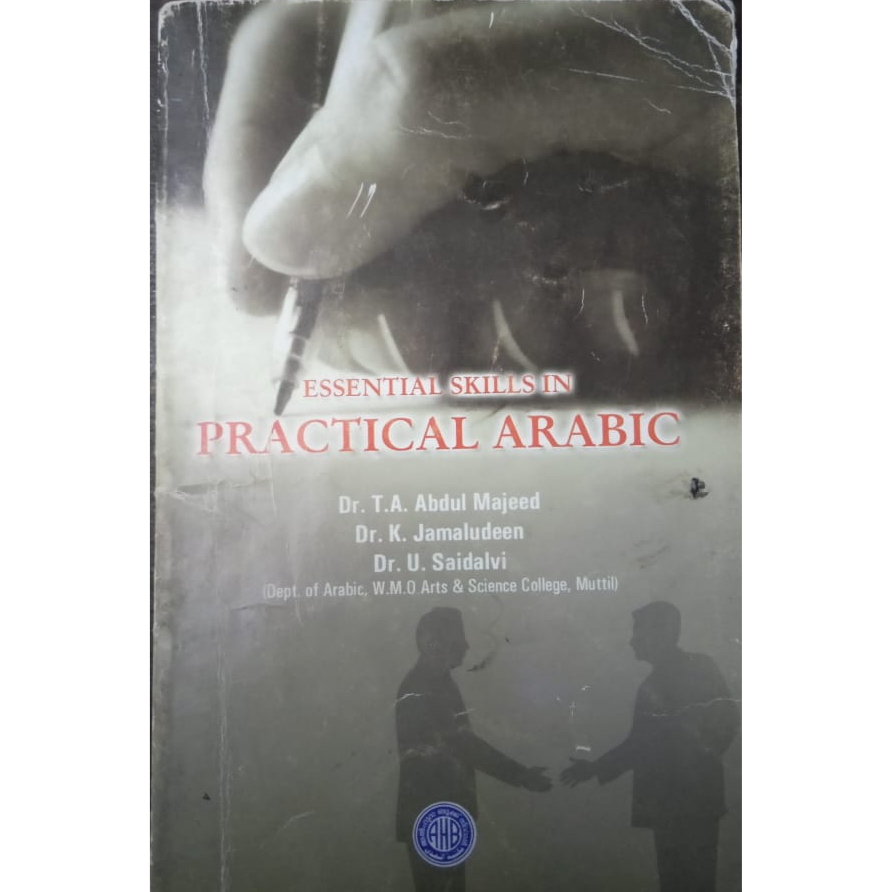 ESSENTIAL SKILLS IN
PRACTICAL ARABIC
Dr. T.A. Abdul Majeed
Dr. K. Jamaludeen
Dr. U. Saidalvi
(Dept. of Arabic, W.M.O Arts & Science College, Muttil)
AHB